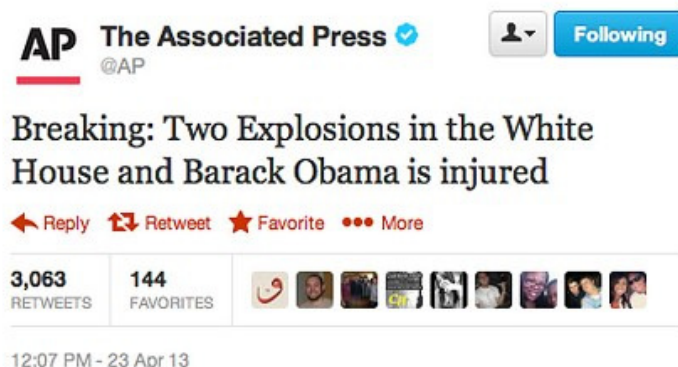 AP The Associated Press
@AP
Following
Breaking: Two Explosions in the White
House and Barack Obama is injured
Reply Retweet Favorite More
3,063 144
RETWEETS FAVORITES
12:07 PM - 23 Apr 13